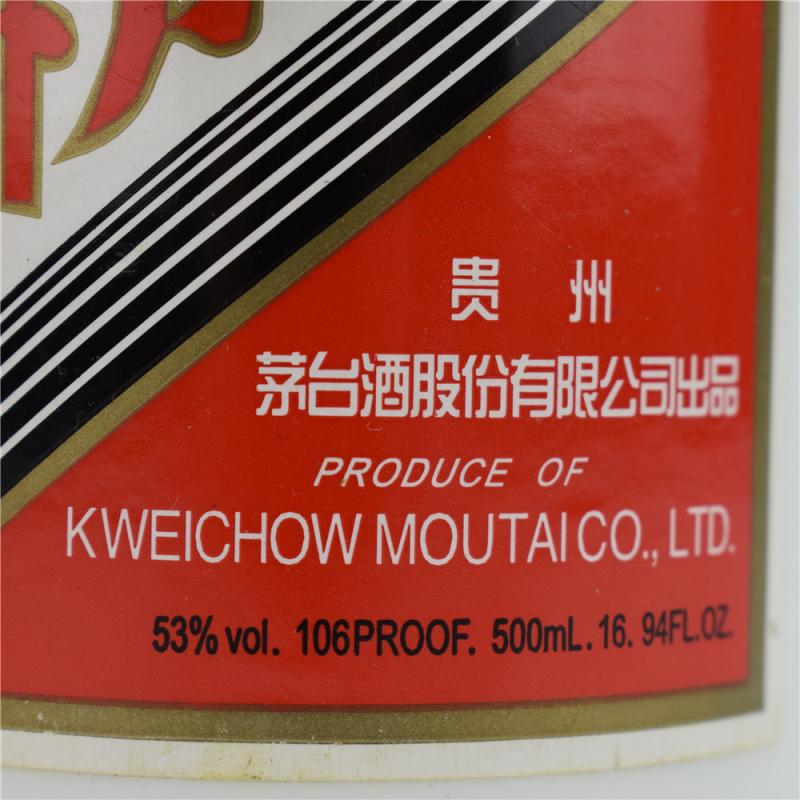 贵 州
茅台酒股份有限公司出品
PRODUCE OF
KWEICHOW MOUTAI CO., LTD.
53% vol. 106PROOF. 500mL. 16. 94FL.OZ.